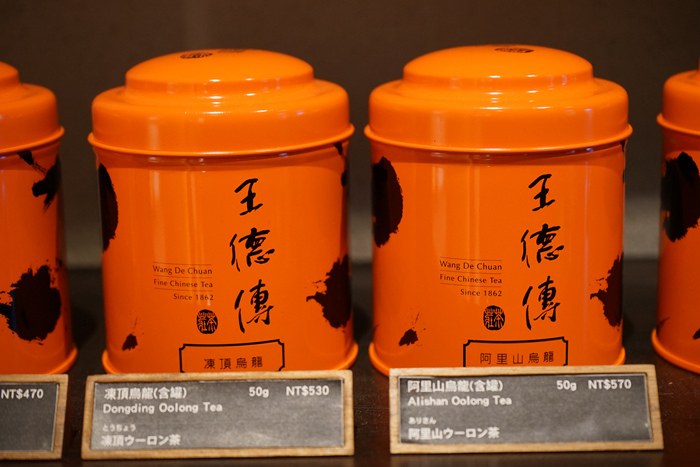 王德傳
Wang De Chuan
Fine Chinese Tea
Since 1862
茶莊
凍頂烏龍
王德傳
Wang De Chuan
Fine Chinese Tea
Since 1862
茶莊
阿里山烏龍
NT$470
凍頂烏龍(含罐) 50g NT$530
Dongding Oolong Tea
とうちょう
凍頂ウーロン茶
阿里山烏龍(含罐) 50g NT$570
Alishan Oolong Tea
ありさん
阿里山ウーロン茶